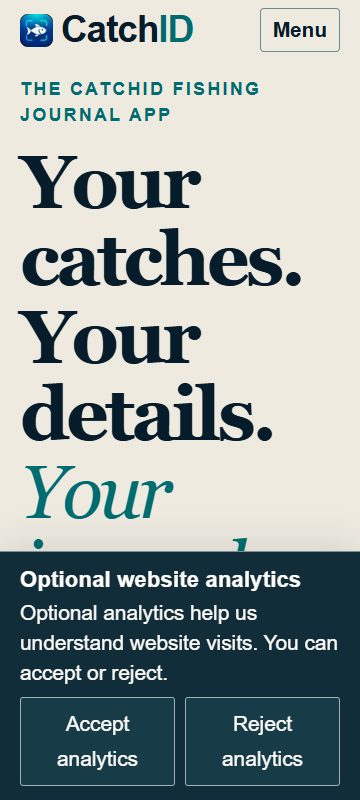 CatchID
Menu
THE CATCHID FISHING
JOURNAL APP
Your
catches.
Your
details.
Your
Optional website analytics
Optional analytics help us
understand website visits. You can
accept or reject.
Accept
analytics
Reject
analytics